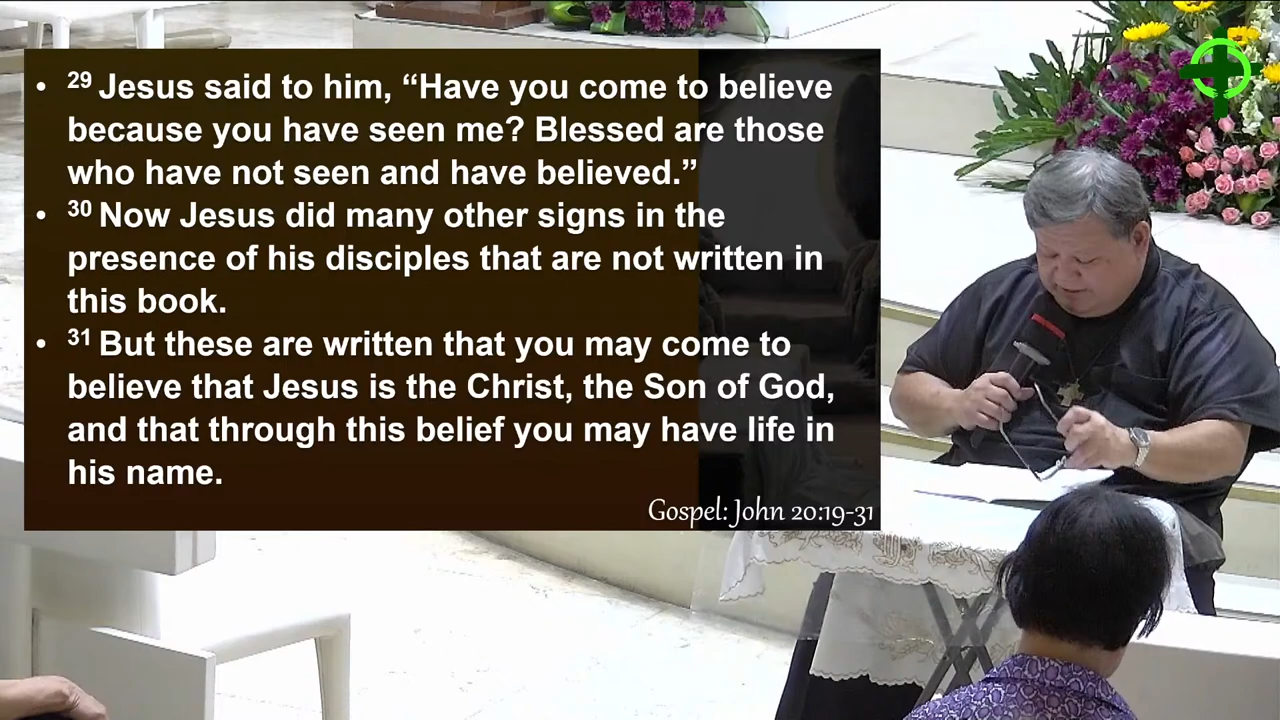 • 29 Jesus said to him, “Have you come to believe
because you have seen me? Blessed are those
who have not seen and have believed.”
• 30 Now Jesus did many other signs in the
presence of his disciples that are not written in
this book.
• 31 But these are written that you may come to
believe that Jesus is the Christ, the Son of God,
and that through this belief you may have life in
his name.
Gospel: John 20:19-31